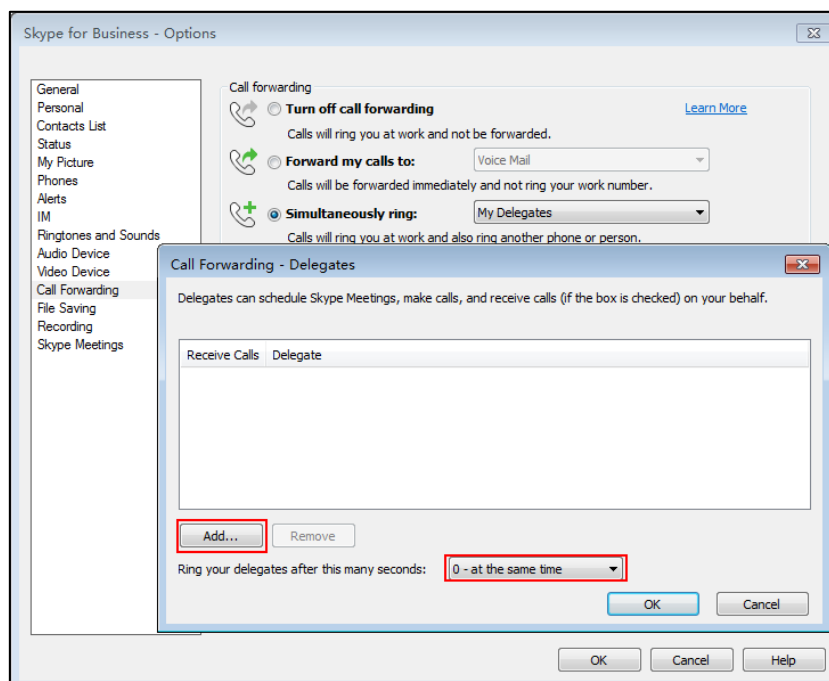 Skype for Business - Options
General
Personal
Contacts List
Status
My Picture
Phones
Alerts
IM
Ringtones and Sounds
Audio Device
Video Device
Call Forwarding
File Saving
Recording
Skype Meetings
Call forwarding
Turn off call forwarding
Learn More
Calls will ring you at work and not be forwarded.
Forward my calls to:
Voice Mail
Calls will be forwarded immediately and not ring your work number.
Simultaneously ring:
My Delegates
Calls will ring you at work and also ring another phone or person.
Call Forwarding - Delegates
Delegates can schedule Skype Meetings, make calls, and receive calls (if the box is checked) on your behalf.
Receive Calls Delegate
Add... Remove
Ring your delegates after this many seconds: 0 - at the same time
OK Cancel
OK Cancel Help